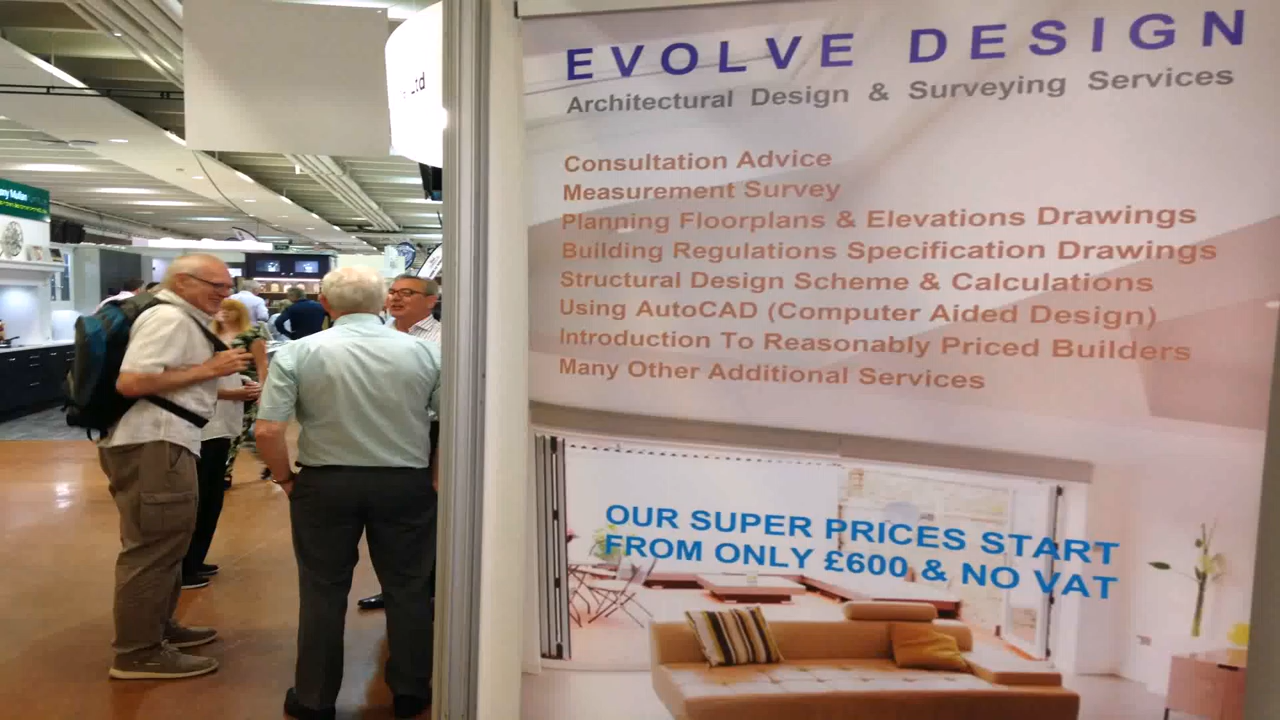 EVOLVE DESIGN
Architectural Design & Surveying Services
Consultation Advice
Measurement Survey
Planning Floorplans & Elevations Drawings
Building Regulations Specification Drawings
Structural Design Scheme & Calculations
Using AutoCAD (Computer Aided Design)
Introduction To Reasonably Priced Builders
Many Other Additional Services
OUR SUPER PRICES START
FROM ONLY £600 & NO VAT
Ltd